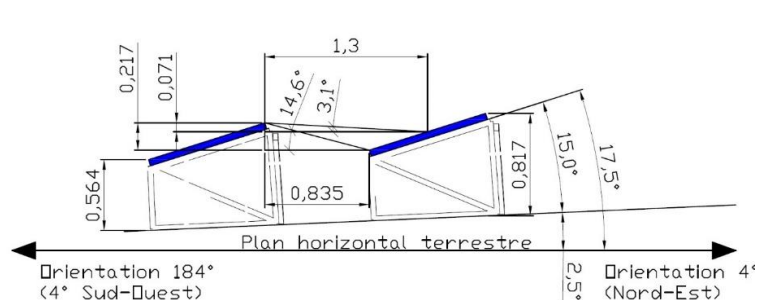 1,3
0,217
0,071
14,6°
3,1°
0,564
0,835
0,817
15,0°
17,5°
Plan horizontal terrestre
2,5°
Orientation 184°
(4° Sud-Ouest)
Orientation 4°
(Nord-Est)